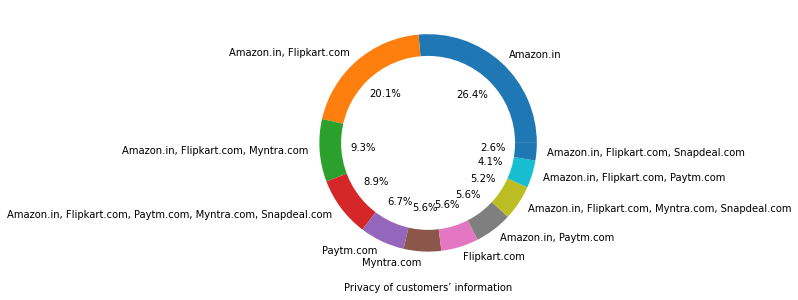 Amazon.in, Flipkart.com
Amazon.in
20.1%
26.4%
Amazon.in, Flipkart.com, Myntra.com
9.3%
2.6%
Amazon.in, Flipkart.com, Snapdeal.com
4.1%
Amazon.in, Flipkart.com, Paytm.com
8.9%
5.2%
Amazon.in, Flipkart.com, Paytm.com, Myntra.com, Snapdeal.com
6.7%
5.6%
5.6%
5.6%
Amazon.in, Flipkart.com, Myntra.com, Snapdeal.com
Amazon.in, Paytm.com
Paytm.com
Myntra.com
Flipkart.com
Privacy of customers’ information